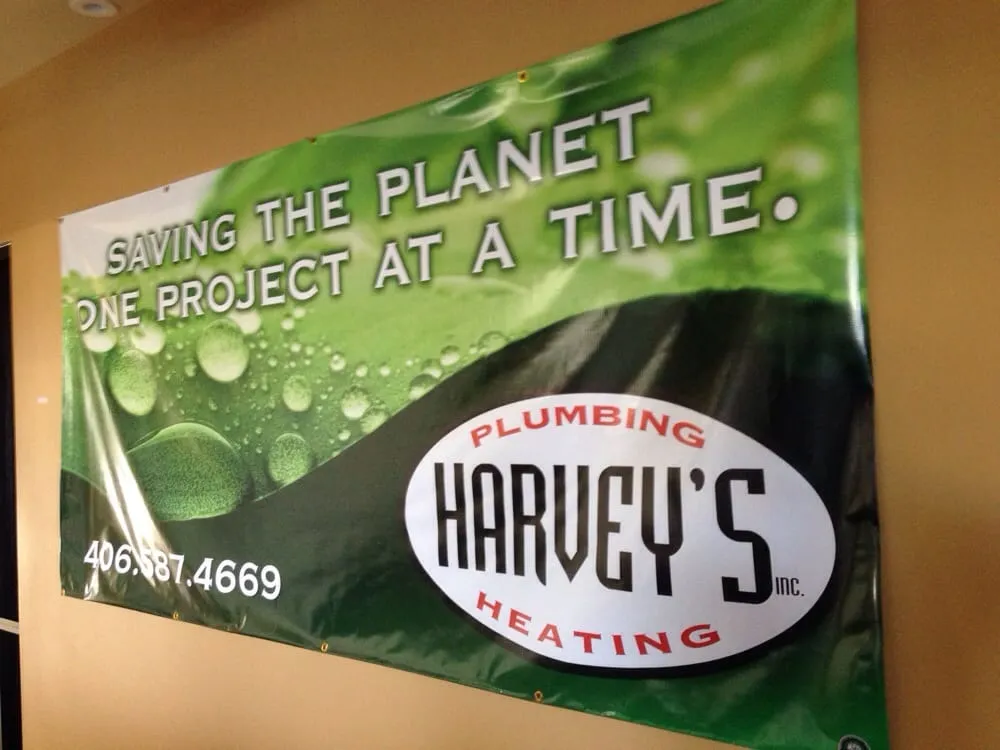 SAVING THE PLANET
ONE PROJECT AT A TIME.
PLUMBING
HARVEY'S INC.
HEATING
406.587.4669